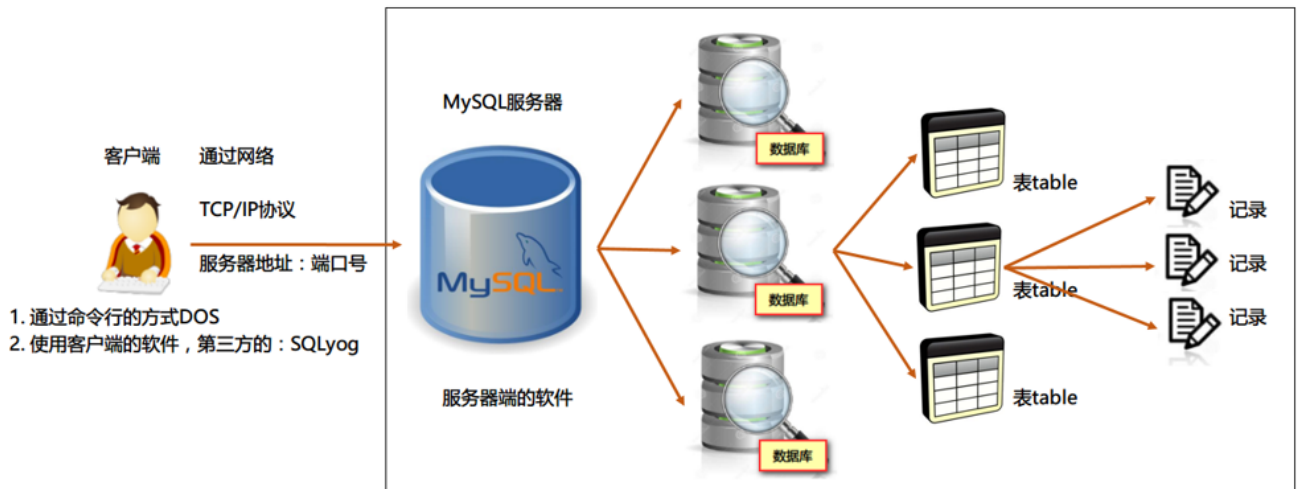 MySQL服务器
客户端
通过网络
TCP/IP协议
服务器地址：端口号
1. 通过命令行的方式DOS
2. 使用客户端的软件，第三方的：SQLyog
MySQL
服务器端的软件
数据库
数据库
数据库
表table
表table
表table
记录
记录
记录